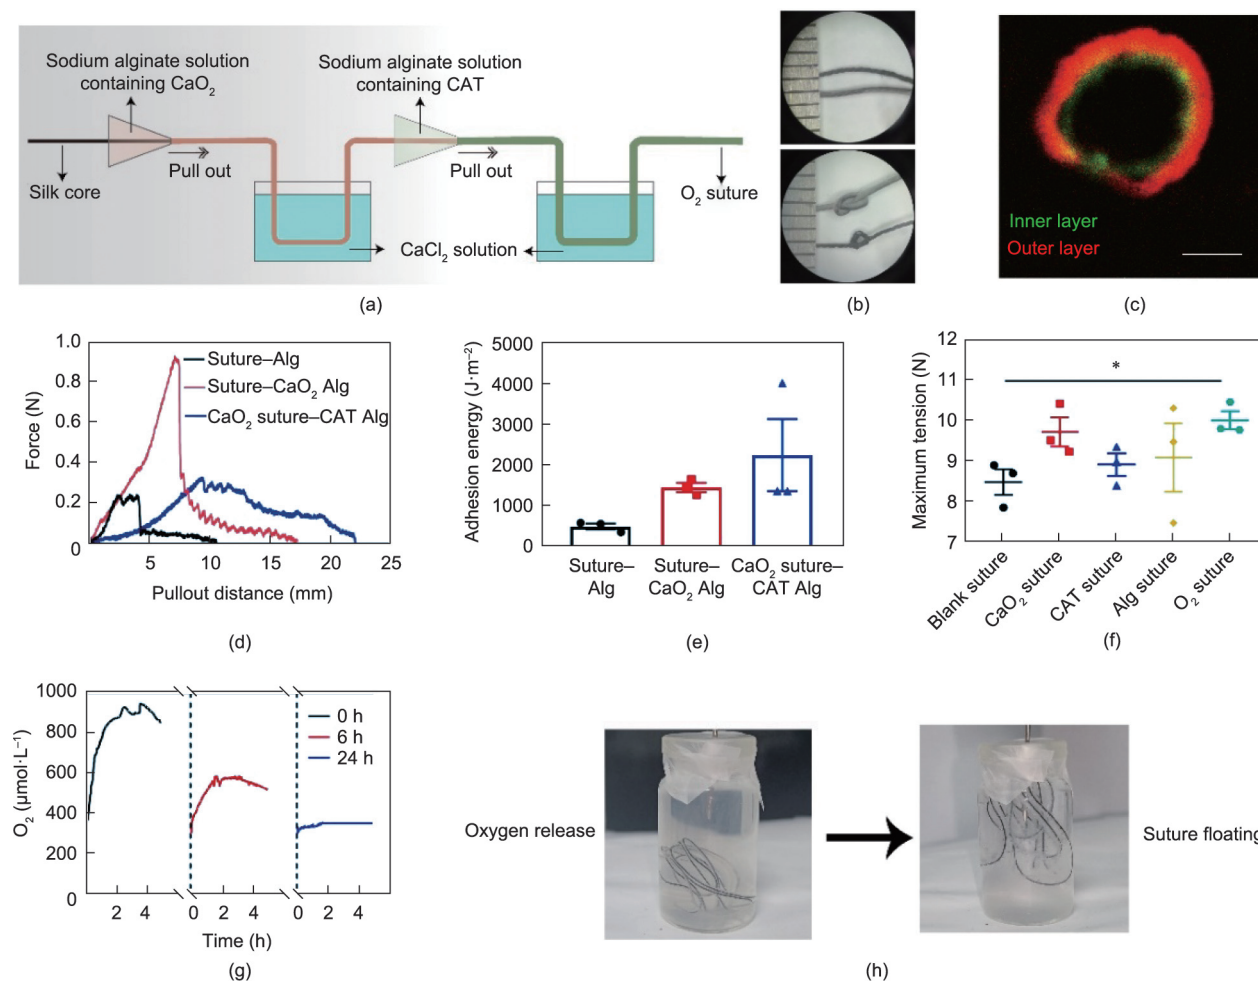 Sodium alginate solution
containing CaO₂
Sodium alginate solution
containing CAT
Pull out
Pull out
Silk core
O₂ suture
CaCl₂ solution
(a)
(b)
Inner layer
Outer layer
(c)
Force (N)
1.0
0.8
0.6
0.4
0.2
0
5
10
15
20
25
Suture–Alg
Suture–CaO₂ Alg
CaO₂ suture–CAT Alg
Pullout distance (mm)
(d)
Adhesion energy (J·m⁻²)
5000
4000
3000
2000
1000
0
Suture–
Alg
Suture–
CaO₂ Alg
CaO₂ suture–
CAT Alg
(e)
Maximum tension (N)
12
11
10
9
8
7
*
Blank suture
CaO₂ suture
CAT suture
Alg suture
O₂ suture
(f)
O₂ (μmol·L⁻¹)
1000
800
600
400
200
0
0 h
6 h
24 h
2
4
0
2
4
0
2
4
Time (h)
(g)
Oxygen release
Suture floating
(h)